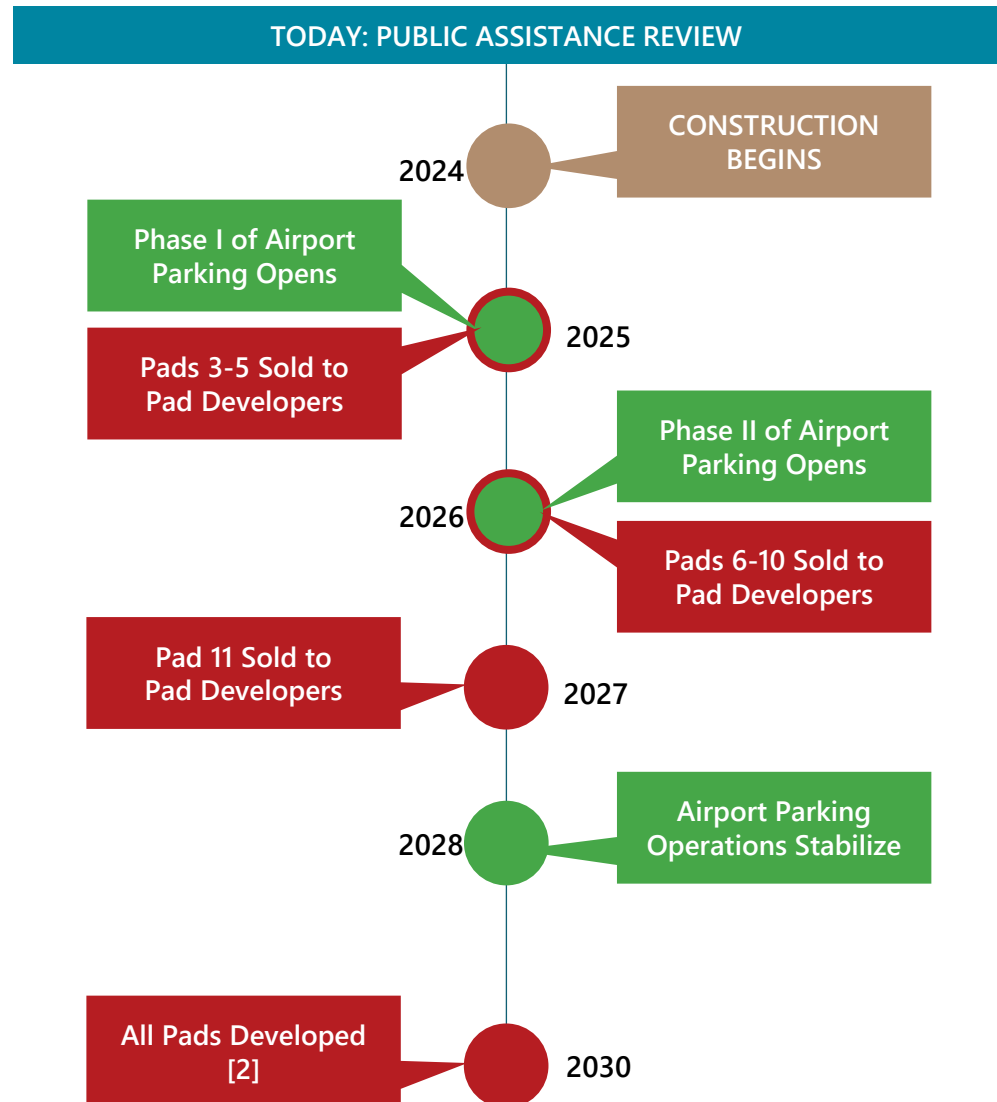 TODAY: PUBLIC ASSISTANCE REVIEW
CONSTRUCTION
BEGINS
2024
Phase I of Airport
Parking Opens
2025
Pads 3-5 Sold to
Pad Developers
Phase II of Airport
Parking Opens
2026
Pads 6-10 Sold to
Pad Developers
Pad 11 Sold to
Pad Developers
2027
Airport Parking
Operations Stabilize
2028
All Pads Developed
[2]
2030